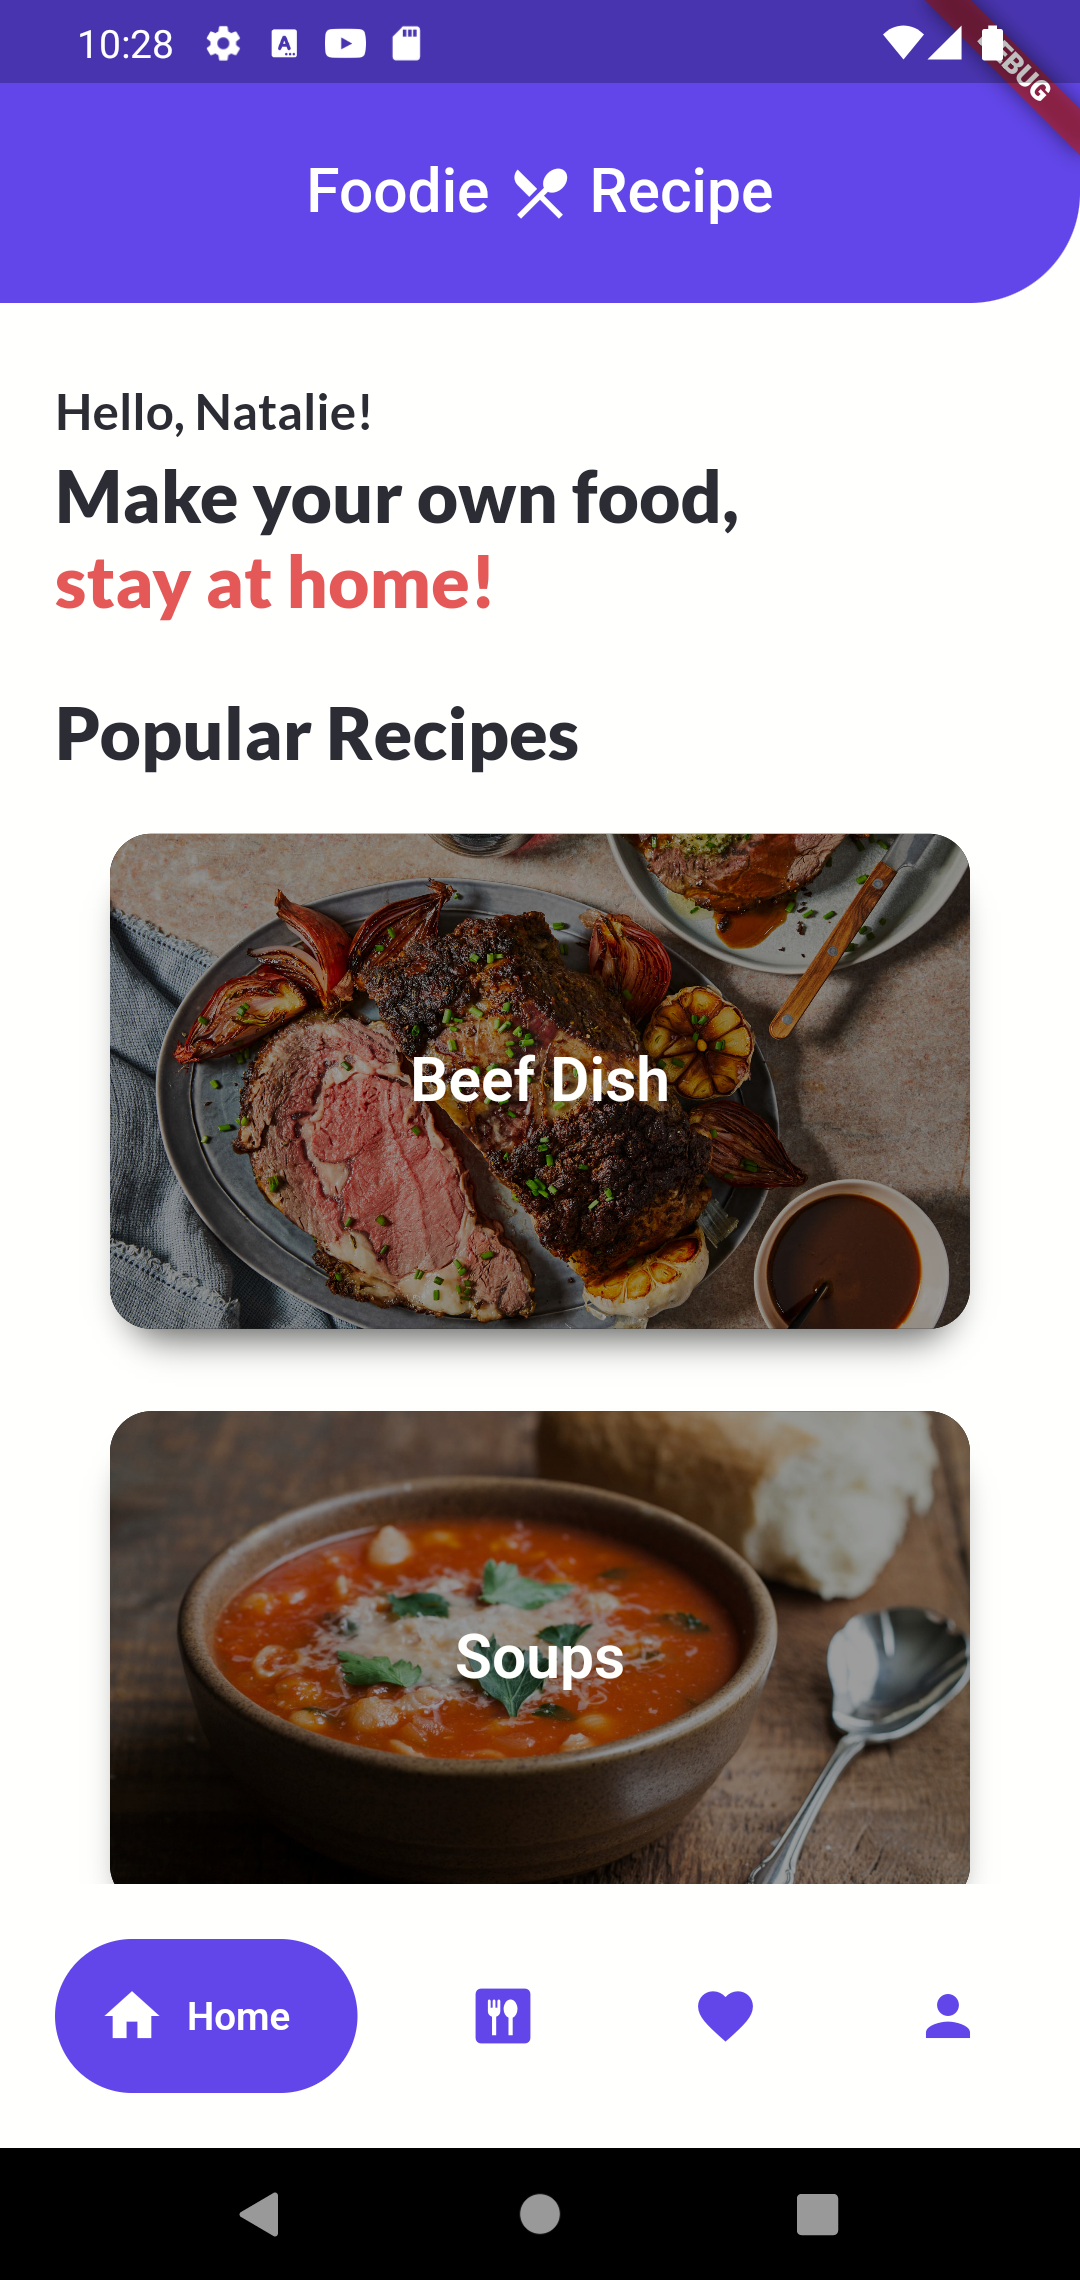 10:28
Foodie Recipe
Hello, Natalie!
Make your own food,
stay at home!
Popular Recipes
Beef Dish
Soups
Home